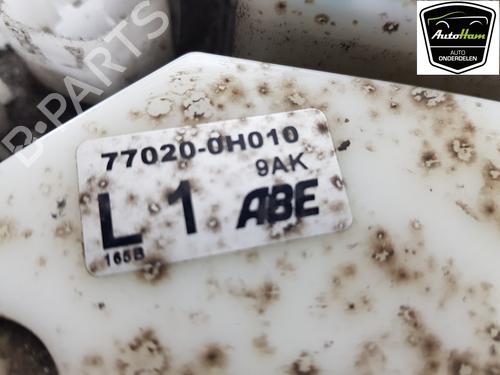 AutoHam
AUTO
ONDERDELEN
B-PARTS
77020-0H010
9AK
L 1 ABE
165B